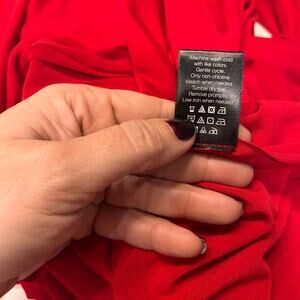 Machine wash cold
with like colors.
Gentle cycle.
Only non-chlorine
bleach when needed
Tumble dry low.
Remove promptly.
Low iron when needed